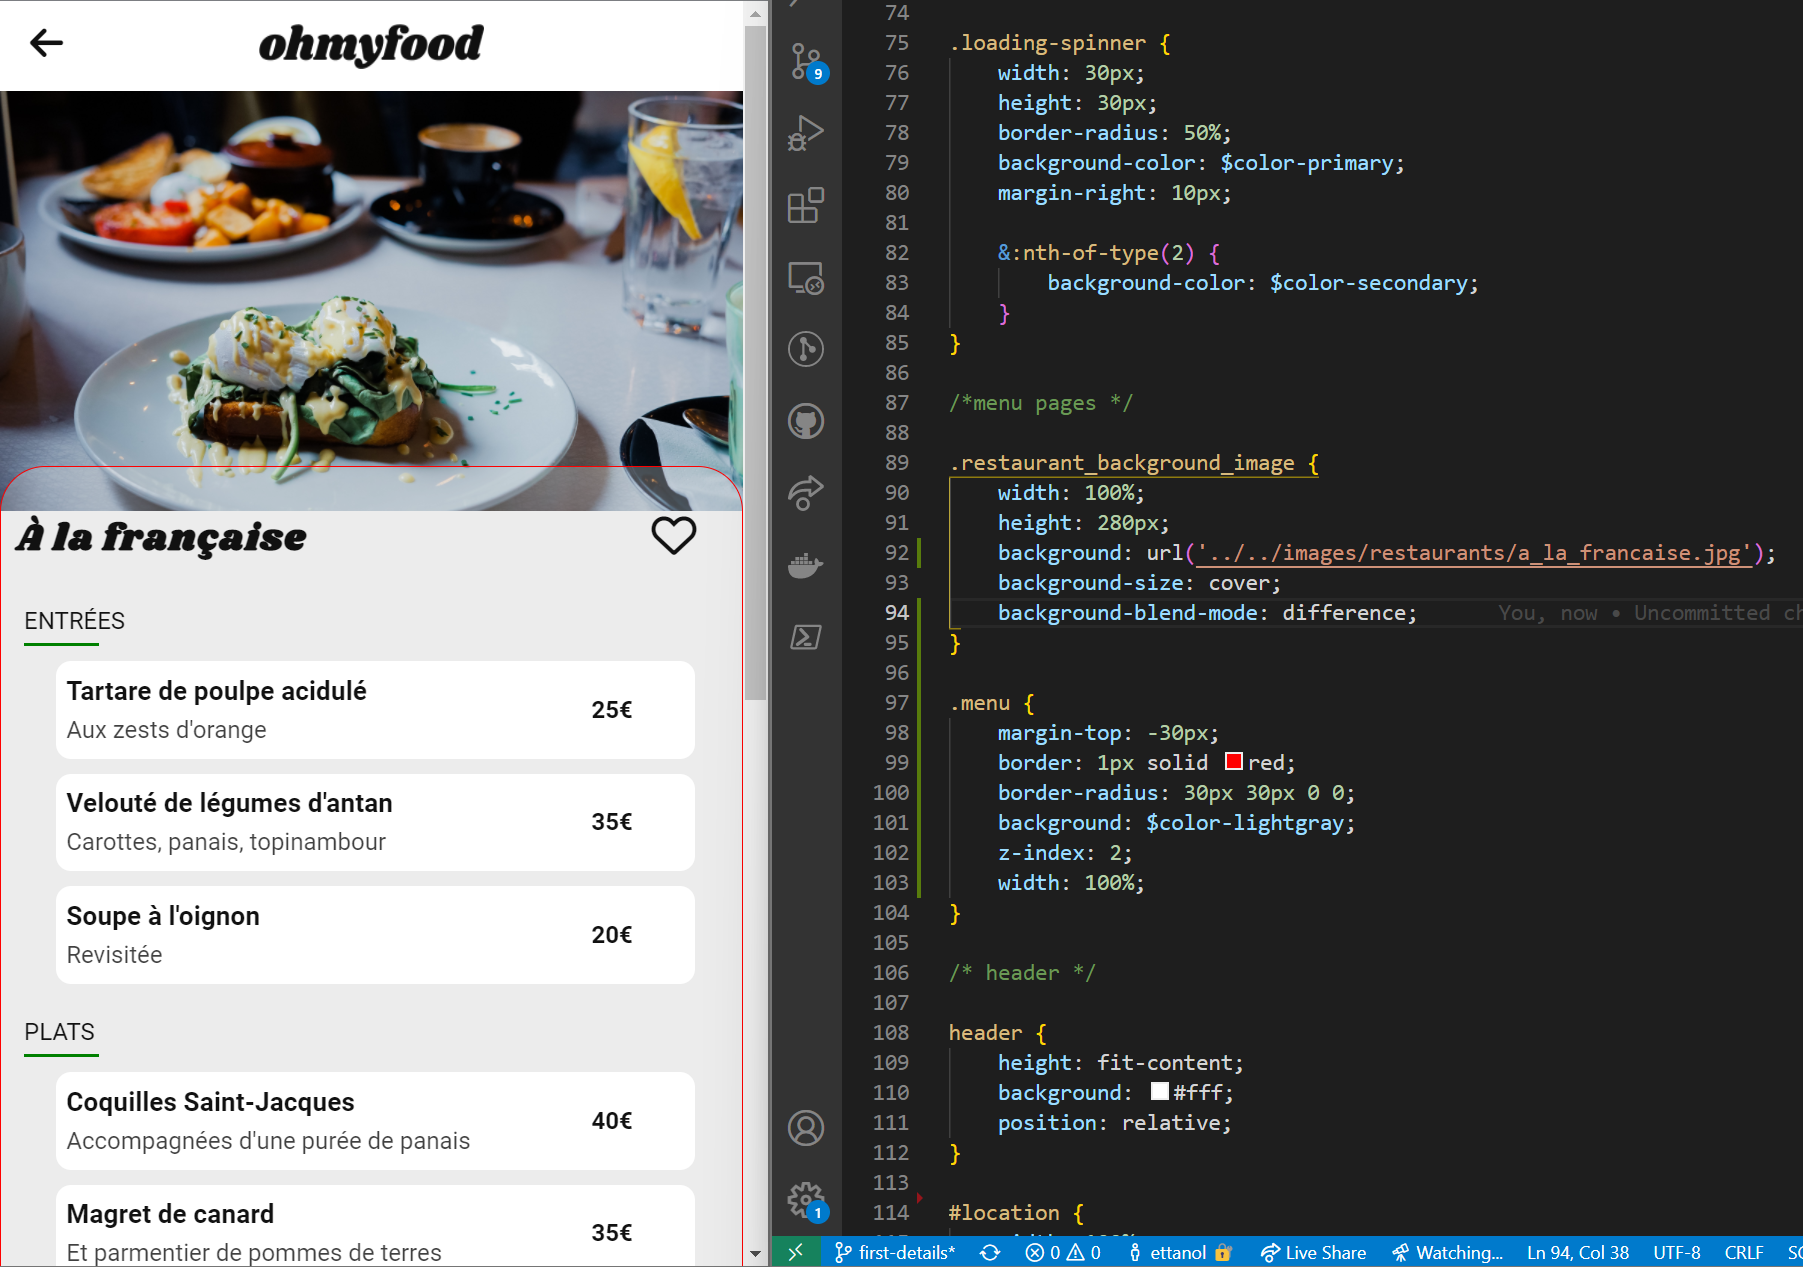 ohmyfood
À la française
ENTRÉES
Tartare de poulpe acidulé
Aux zests d'orange
25€
Velouté de légumes d'antan
Carottes, panais, topinambour
35€
Soupe à l'oignon
Revisitée
20€
PLATS
Coquilles Saint-Jacques
Accompagnées d'une purée de panais
40€
Magret de canard
Et parmentier de pommes de terres
35€
9
1
74
75 .loading-spinner {
76 width: 30px;
77 height: 30px;
78 border-radius: 50%;
79 background-color: $color-primary;
80 margin-right: 10px;
81
82 &:nth-of-type(2) {
83 background-color: $color-secondary;
84 }
85 }
86
87 /*menu pages */
88
89 .restaurant_background_image {
90 width: 100%;
91 height: 280px;
92 background: url('../../images/restaurants/a_la_francaise.jpg');
93 background-size: cover;
94 background-blend-mode: difference; You, now • Uncommitted ch
95 }
96
97 .menu {
98 margin-top: -30px;
99 border: 1px solid red;
100 border-radius: 30px 30px 0 0;
101 background: $color-lightgray;
102 z-index: 2;
103 width: 100%;
104 }
105
106 /* header */
107
108 header {
109 height: fit-content;
110 background: #fff;
111 position: relative;
112 }
113
114 #location {
first-details* 0 0 ettanol Live Share Watching... Ln 94, Col 38 UTF-8 CRLF SC